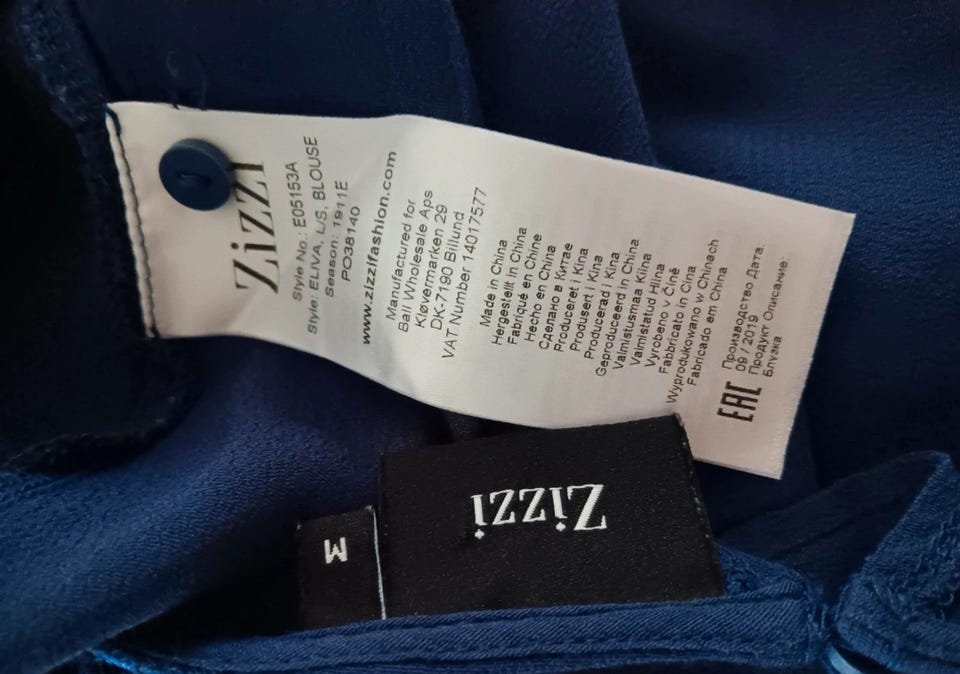 Zizzi
Style No.: E05153A
Style: ELIVA, L/S, BLOUSE
Season: 1911E
PO38140
www.zizzifashion.com
Manufactured for
Ball Wholesale Aps
Kløvermarken 29
DK-7190 Billund
VAT Number 14017577
Made in China
Hergestellt in China
Fabriqué en Chine
Hecho en China
Сделано в Китае
Produceret i Kina
Produsert i Kina
Producerad i Kina
Geproduceerd in China
Valmistusmaa Kiina
Valmistatud Hiina
Vyrobeno v Číně
Fabbricato in Cina
Wyprodukowano w Chinach
Fabricado em China
EAC
Производство Дата:
09 / 2019
Продукт Описание:
Блузка
Zizzi
M